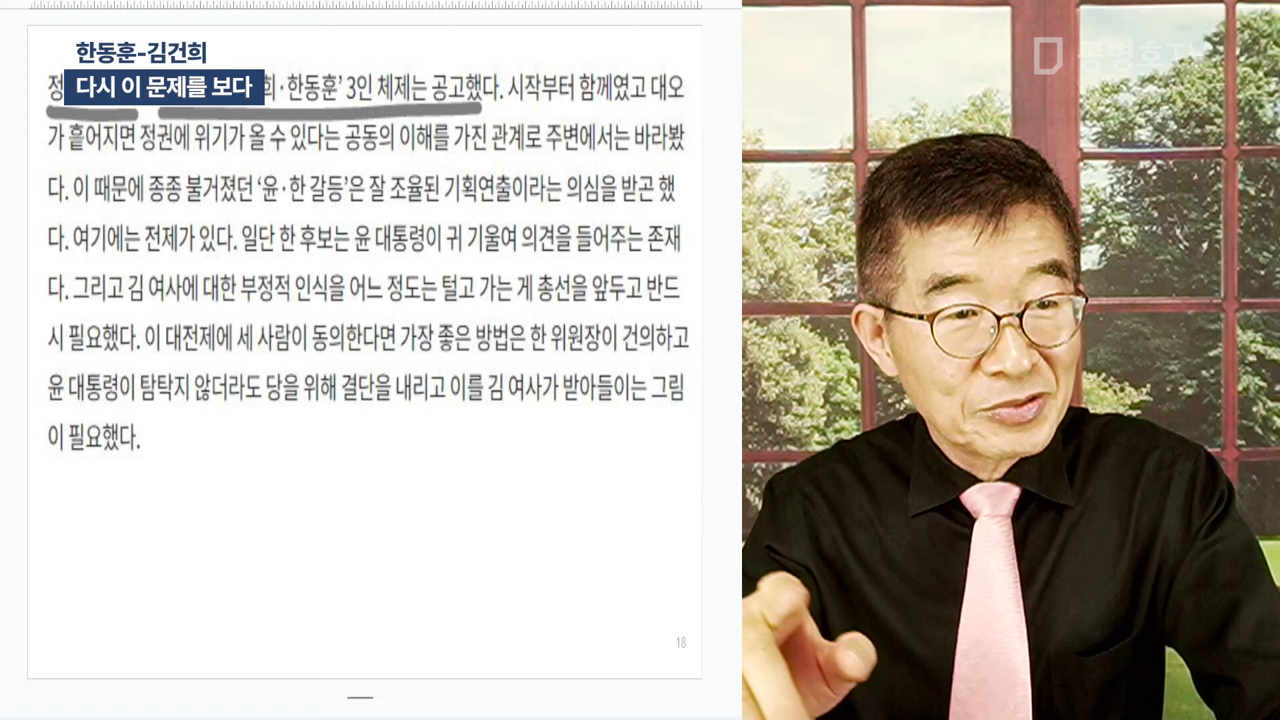 한동훈-김건희
다시 이 문제를 보다
정 희·한동훈’ 3인 체제는 공고했다. 시작부터 함께였고 대오
가 흩어지면 정권에 위기가 올 수 있다는 공동의 이해를 가진 관계로 주변에서는 바라봤
다. 이 때문에 종종 불거졌던 ‘윤·한 갈등’은 잘 조율된 기획연출이라는 의심을 받곤 했
다. 여기에는 전제가 있다. 일단 한 후보는 윤 대통령이 귀 기울여 의견을 들어주는 존재
다. 그리고 김 여사에 대한 부정적 인식을 어느 정도는 털고 가는 게 총선을 앞두고 반드
시 필요했다. 이 대전제에 세 사람이 동의한다면 가장 좋은 방법은 한 위원장이 건의하고
윤 대통령이 탐탁지 않더라도 당을 위해 결단을 내리고 이를 김 여사가 받아들이는 그림
이 필요했다.
18
공병호TV